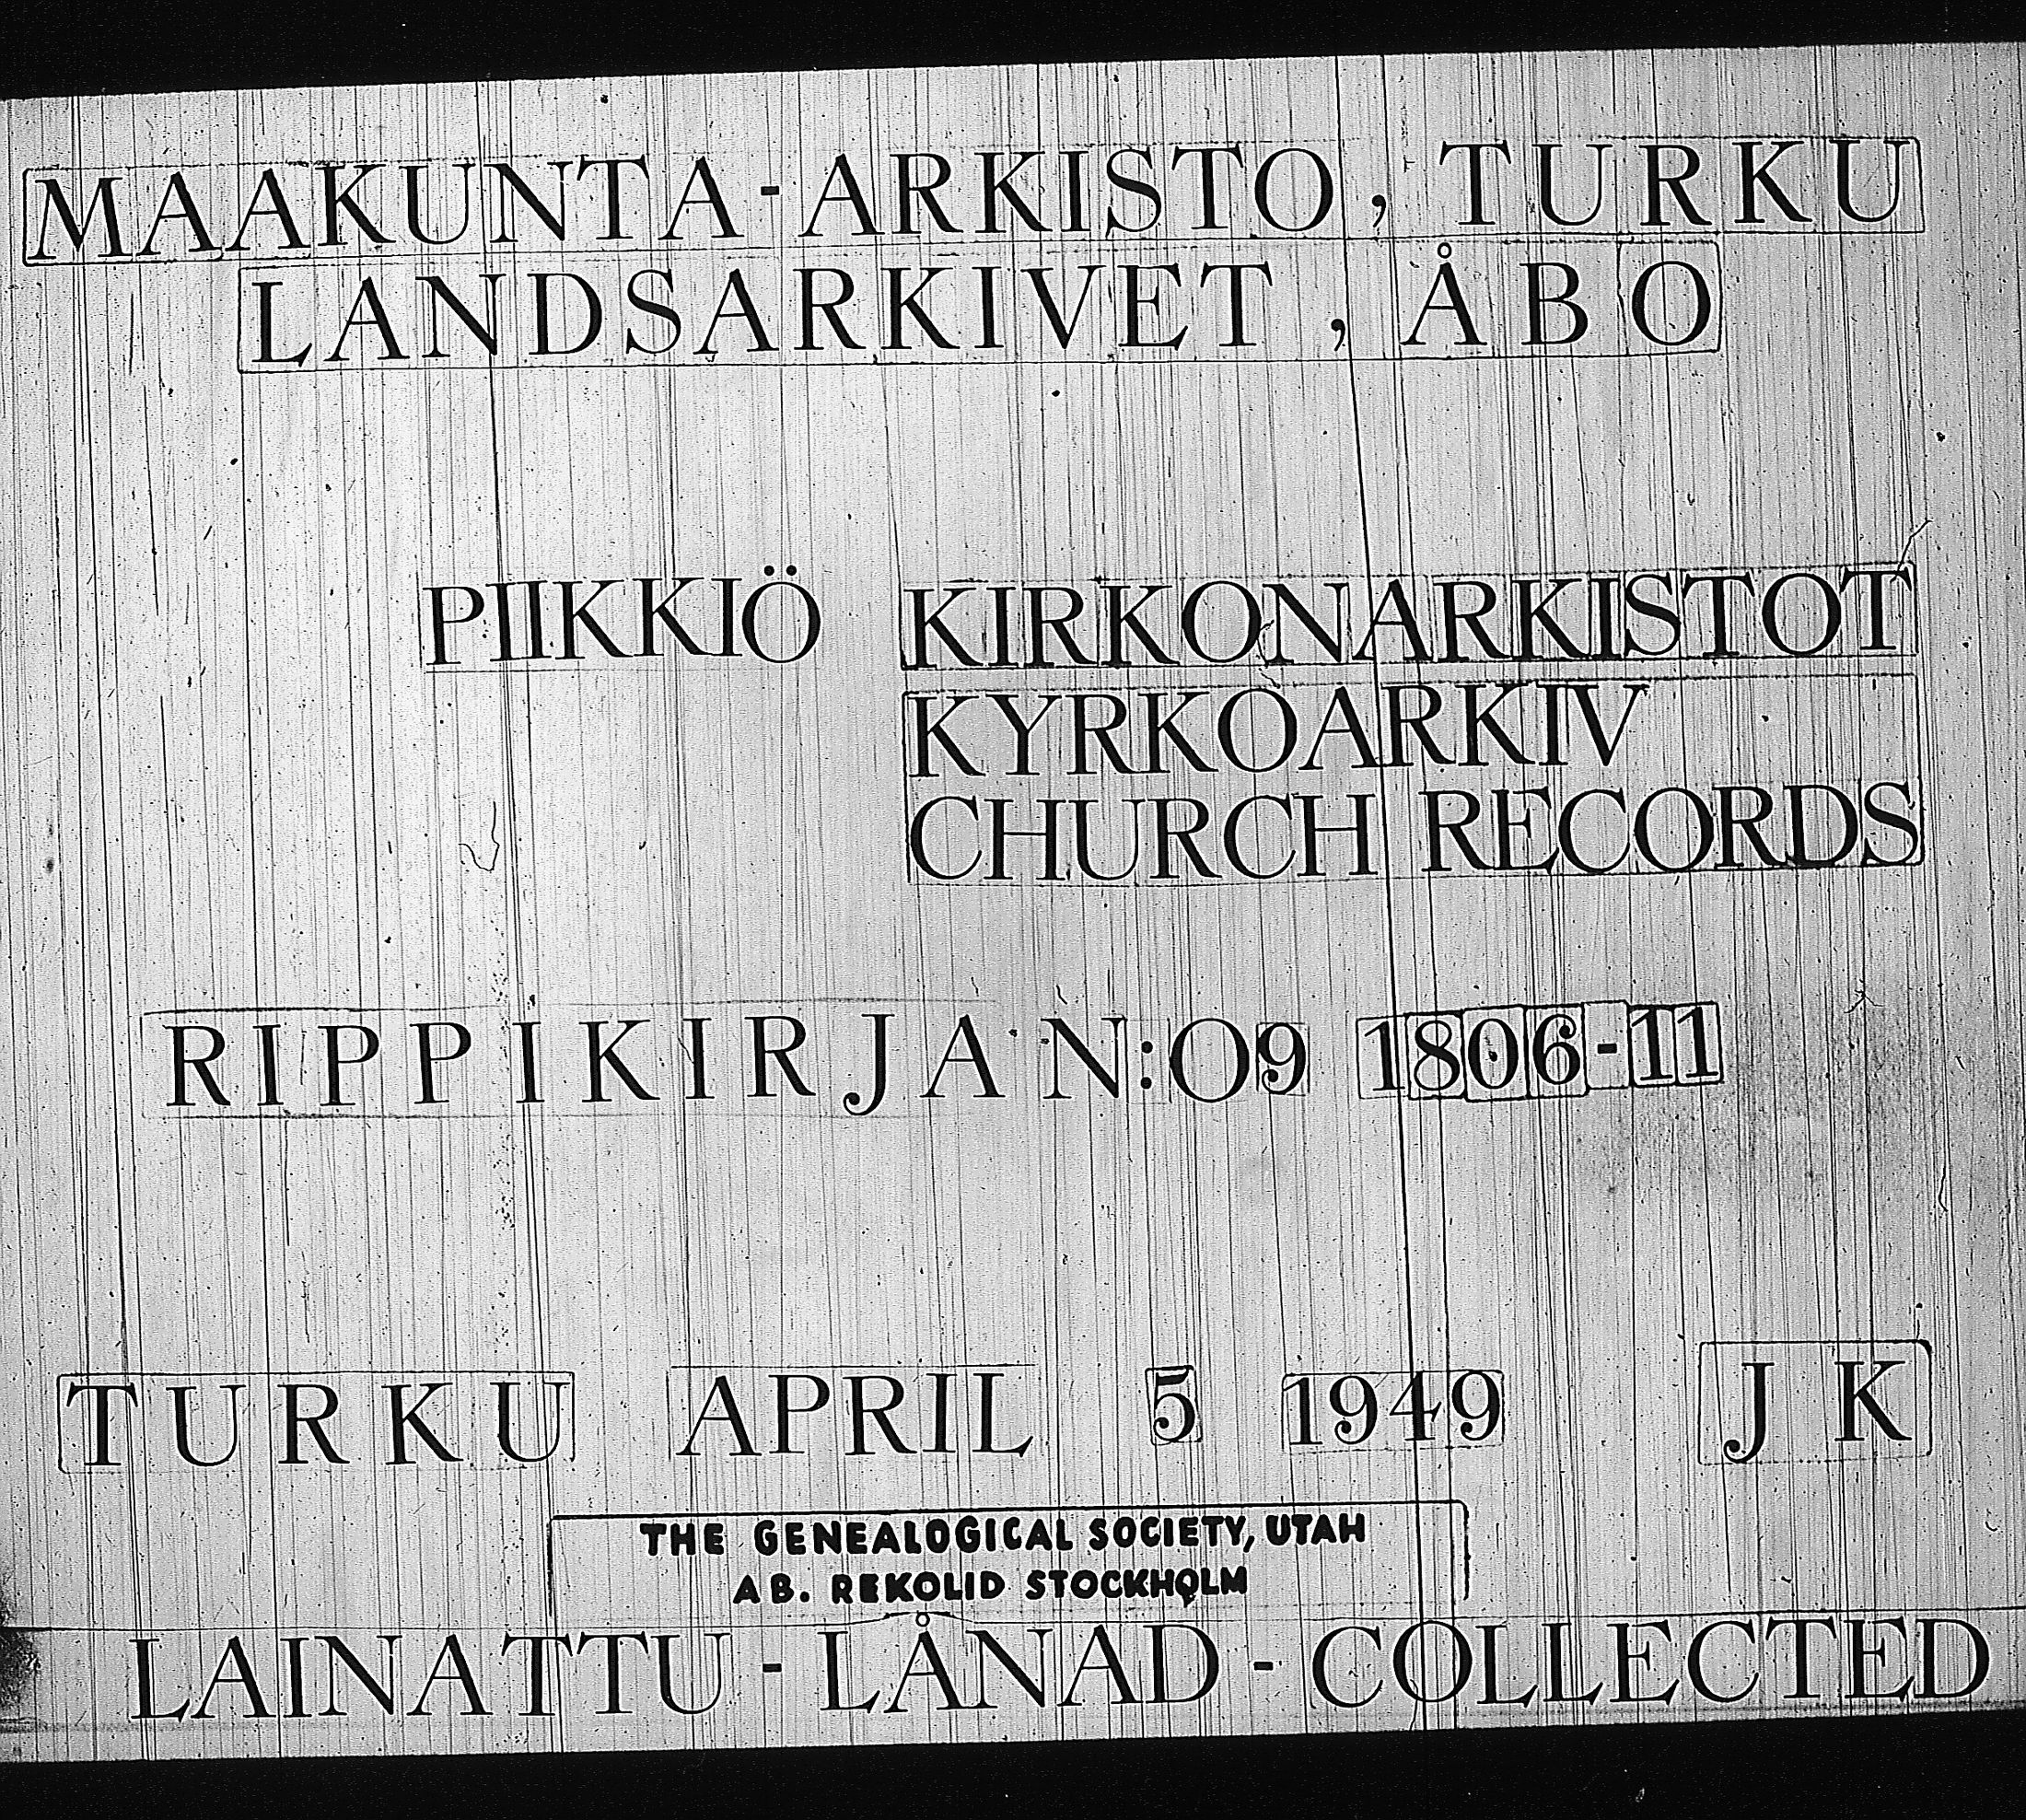 MAAKUNTA-ARKISTO, TURKU
LANDSARKIVET, ÅBO
PIIKKIÖ KIRKONARKISTOT
KYRKOARKIV
CHURCH RECORDS
RIPPIKIRJA N:O9 1806-11
TURKU APRIL 5 1949 J K
THE GENEALOGICAL SOCIETY, UTAH
AB. REKOLID STOCKHOLM
LAINATTU - LÅNAD - COLLECTED